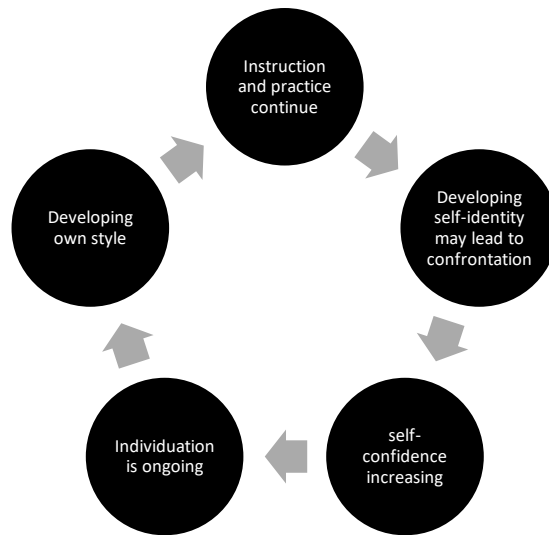 Instruction
and practice
continue
Developing
self-identity
may lead to
confrontation
self-
confidence
increasing
Individuation
is ongoing
Developing
own style